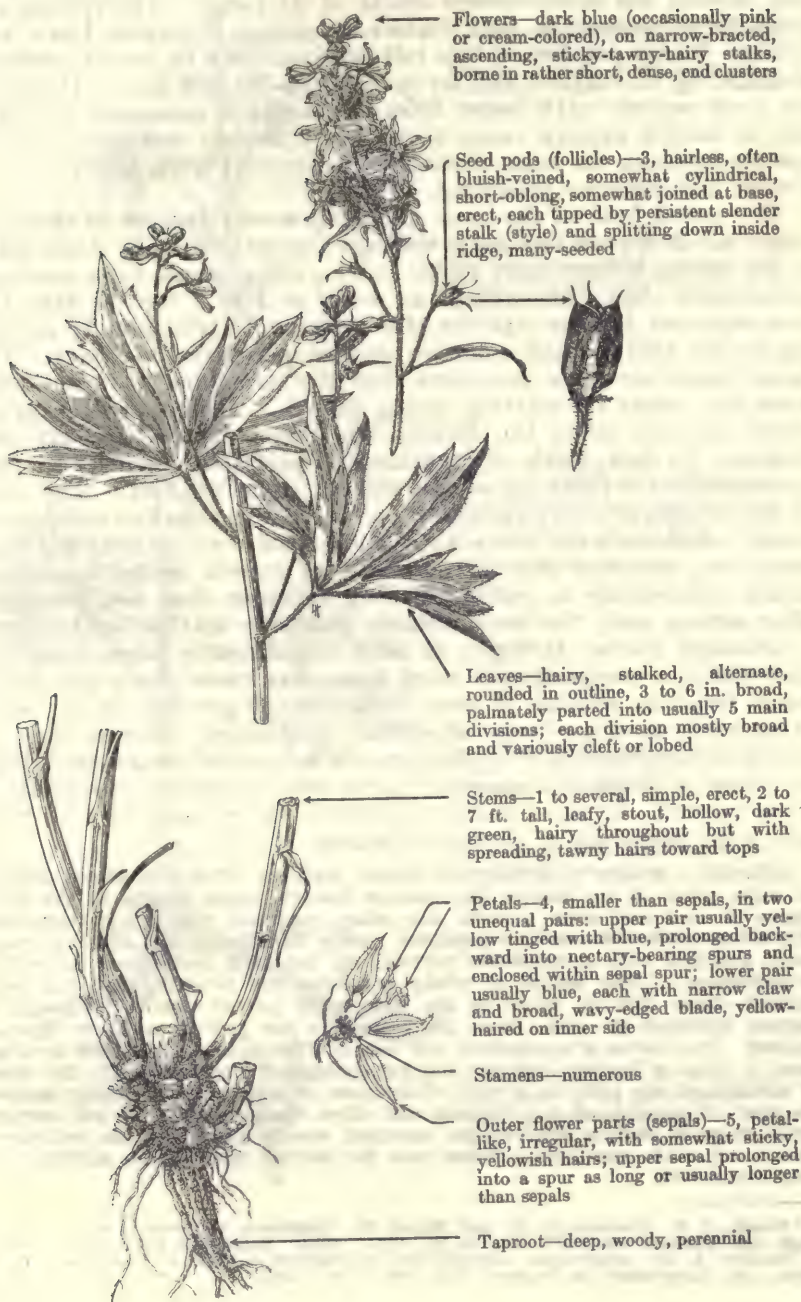 Flowers—dark blue (occasionally pink
or cream-colored), on narrow-bracted,
ascending, sticky-tawny-hairy stalks,
borne in rather short, dense, end clusters
Seed pods (follicles)—3, hairless, often
bluish-veined, somewhat cylindrical,
short-oblong, somewhat joined at base,
erect, each tipped by persistent slender
stalk (style) and splitting down inside
ridge, many-seeded
Leaves—hairy, stalked, alternate,
rounded in outline, 3 to 6 in. broad,
palmately parted into usually 5 main
divisions; each division mostly broad
and variously cleft or lobed
Stems—1 to several, simple, erect, 2 to
7 ft. tall, leafy, stout, hollow, dark
green, hairy throughout but with
spreading, tawny hairs toward tops
Petals—4, smaller than sepals, in two
unequal pairs: upper pair usually yel-
low tinged with blue, prolonged back-
ward into nectary-bearing spurs and
enclosed within sepal spur; lower pair
usually blue, each with narrow claw
and broad, wavy-edged blade, yellow-
haired on inner side
Stamens—numerous
Outer flower parts (sepals)—5, petal-
like, irregular, with somewhat sticky,
yellowish hairs; upper sepal prolonged
into a spur as long or usually longer
than sepals
Taproot—deep, woody, perennial